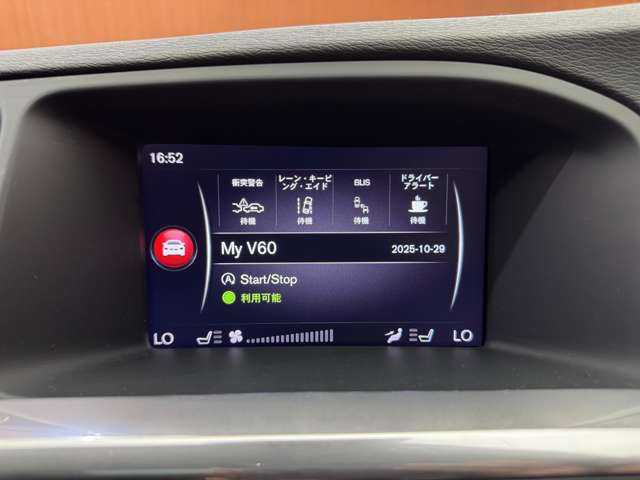 16:52
衝突警告
レーン・キーピ
ング・エイド
BLIS
ドライバー
アラート
待機
待機
待機
待機
My V60
2025-10-29
Start/Stop
利用可能
LO
LO